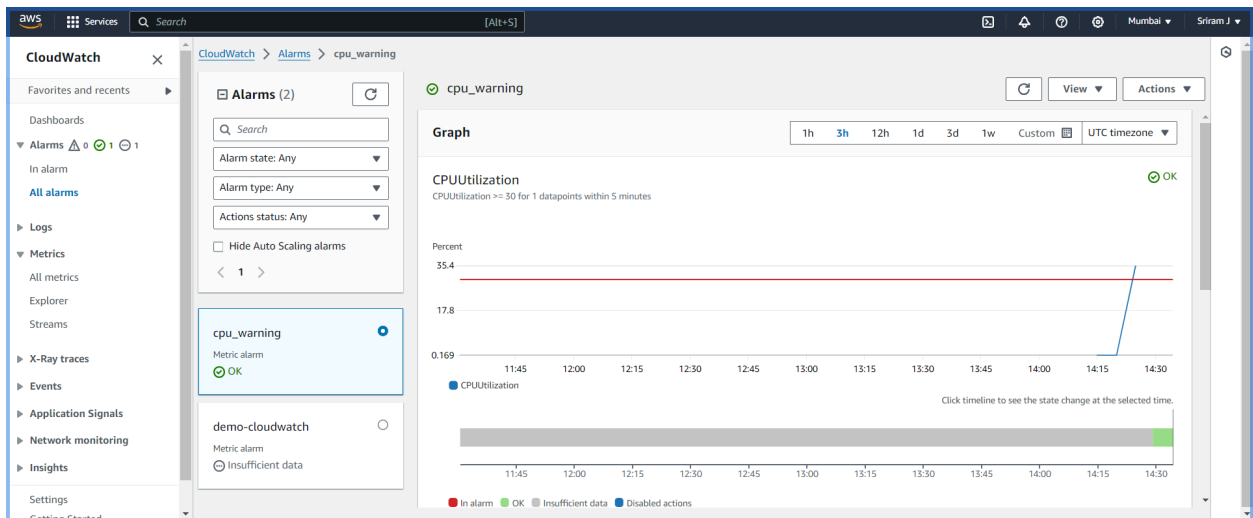 aws Services Search [Alt+S] Mumbai Sriram J
CloudWatch
Favorites and recents
Dashboards
Alarms 0 1 1
In alarm
All alarms
Logs
Metrics
All metrics
Explorer
Streams
X-Ray traces
Events
Application Signals
Network monitoring
Insights
Settings
Getting Started
CloudWatch > Alarms > cpu_warning
Alarms (2)
Search
Alarm state: Any
Alarm type: Any
Actions status: Any
Hide Auto Scaling alarms
< 1 >
cpu_warning
Metric alarm
OK
demo-cloudwatch
Metric alarm
Insufficient data
cpu_warning
View Actions
Graph
1h 3h 12h 1d 3d 1w Custom UTC timezone
CPUUtilization
OK
CPUUtilization >= 30 for 1 datapoints within 5 minutes
Percent
35.4
17.8
0.169
11:45 12:00 12:15 12:30 12:45 13:00 13:15 13:30 13:45 14:00 14:15 14:30
CPUUtilization
Click timeline to see the state change at the selected time.
11:45 12:00 12:15 12:30 12:45 13:00 13:15 13:30 13:45 14:00 14:15 14:30
In alarm OK Insufficient data Disabled actions